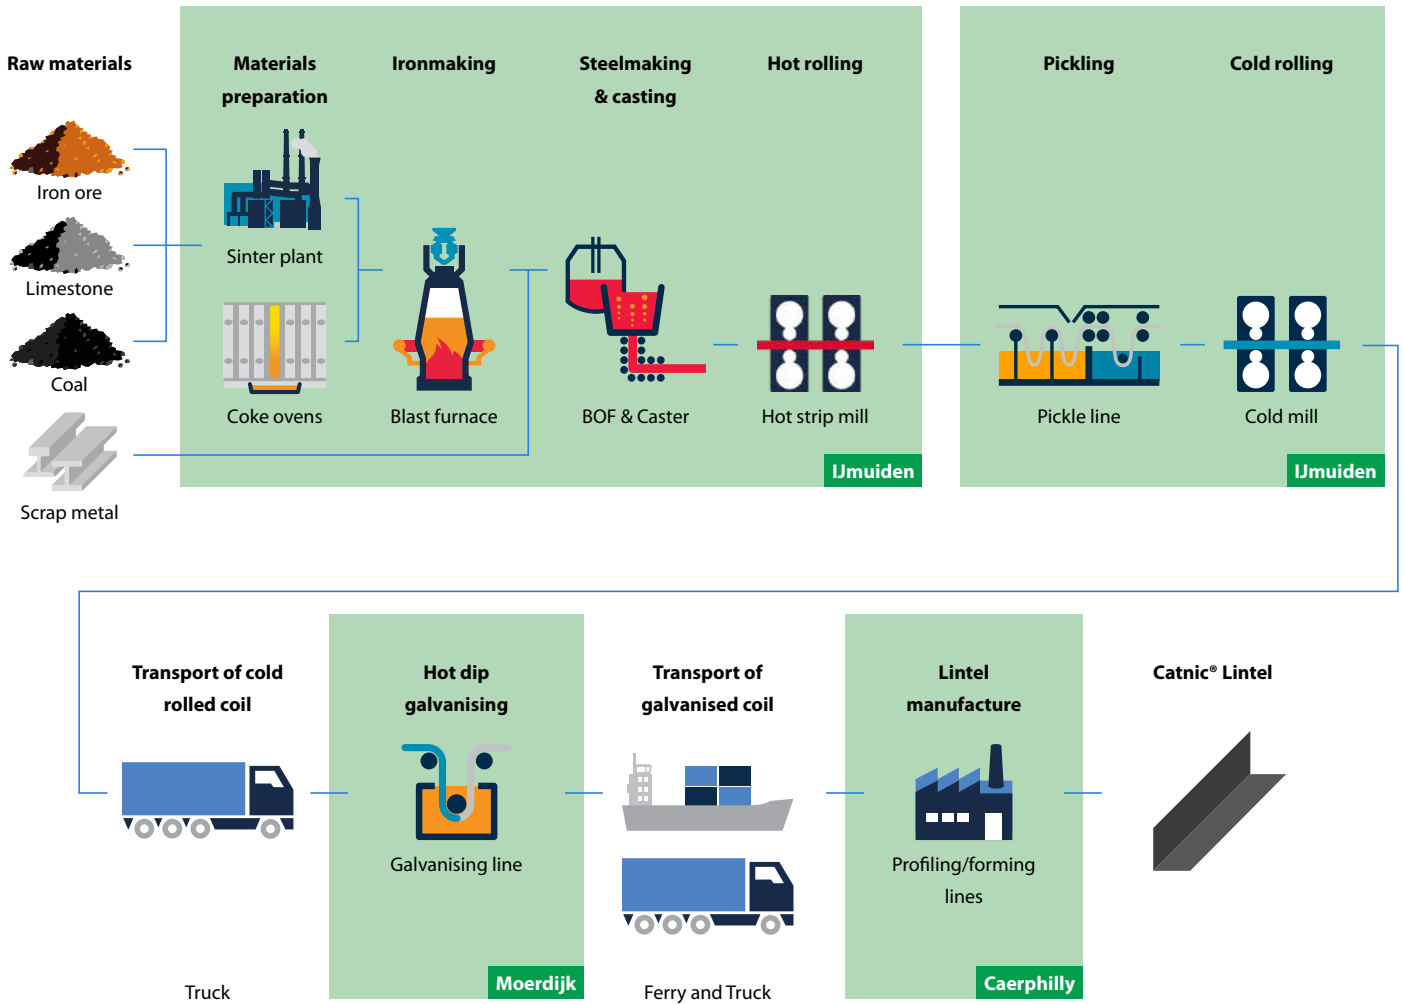 Raw materials
Materials
preparation
Ironmaking
Steelmaking
& casting
Hot rolling
Pickling
Cold rolling
Iron ore
Limestone
Coal
Scrap metal
Sinter plant
Coke ovens
Blast furnace
BOF & Caster
Hot strip mill
IJmuiden
Pickle line
Cold mill
IJmuiden
Transport of cold
rolled coil
Truck
Hot dip
galvanising
Galvanising line
Moerdijk
Transport of
galvanised coil
Ferry and Truck
Lintel
manufacture
Profiling/forming
lines
Caerphilly
Catnic® Lintel